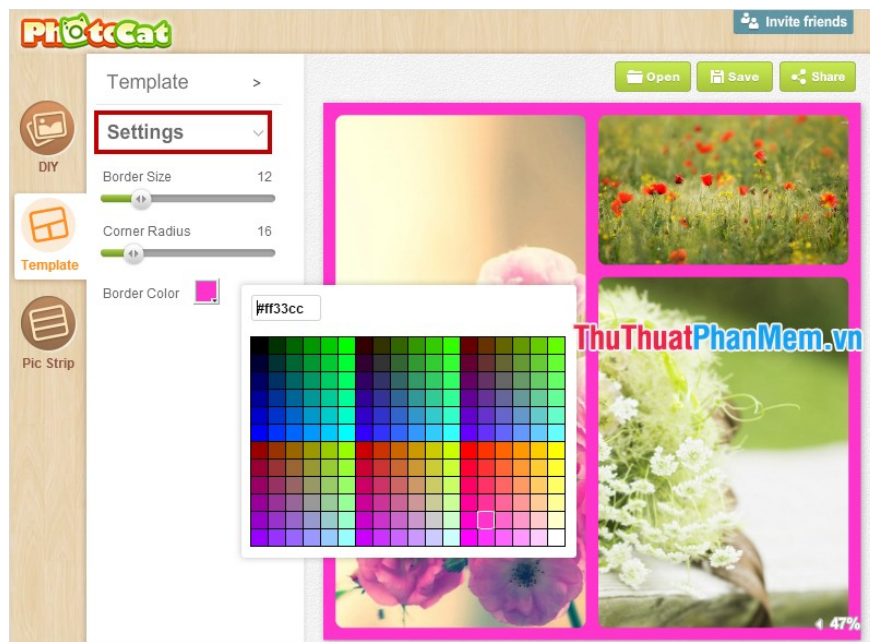 PhotoCat
Invite friends
Template >
Open
Save
Share
Settings
DIY
Border Size 12
Corner Radius 16
Template
Border Color
#ff33cc
ThuThuatPhanMem.vn
Pic Strip
47%